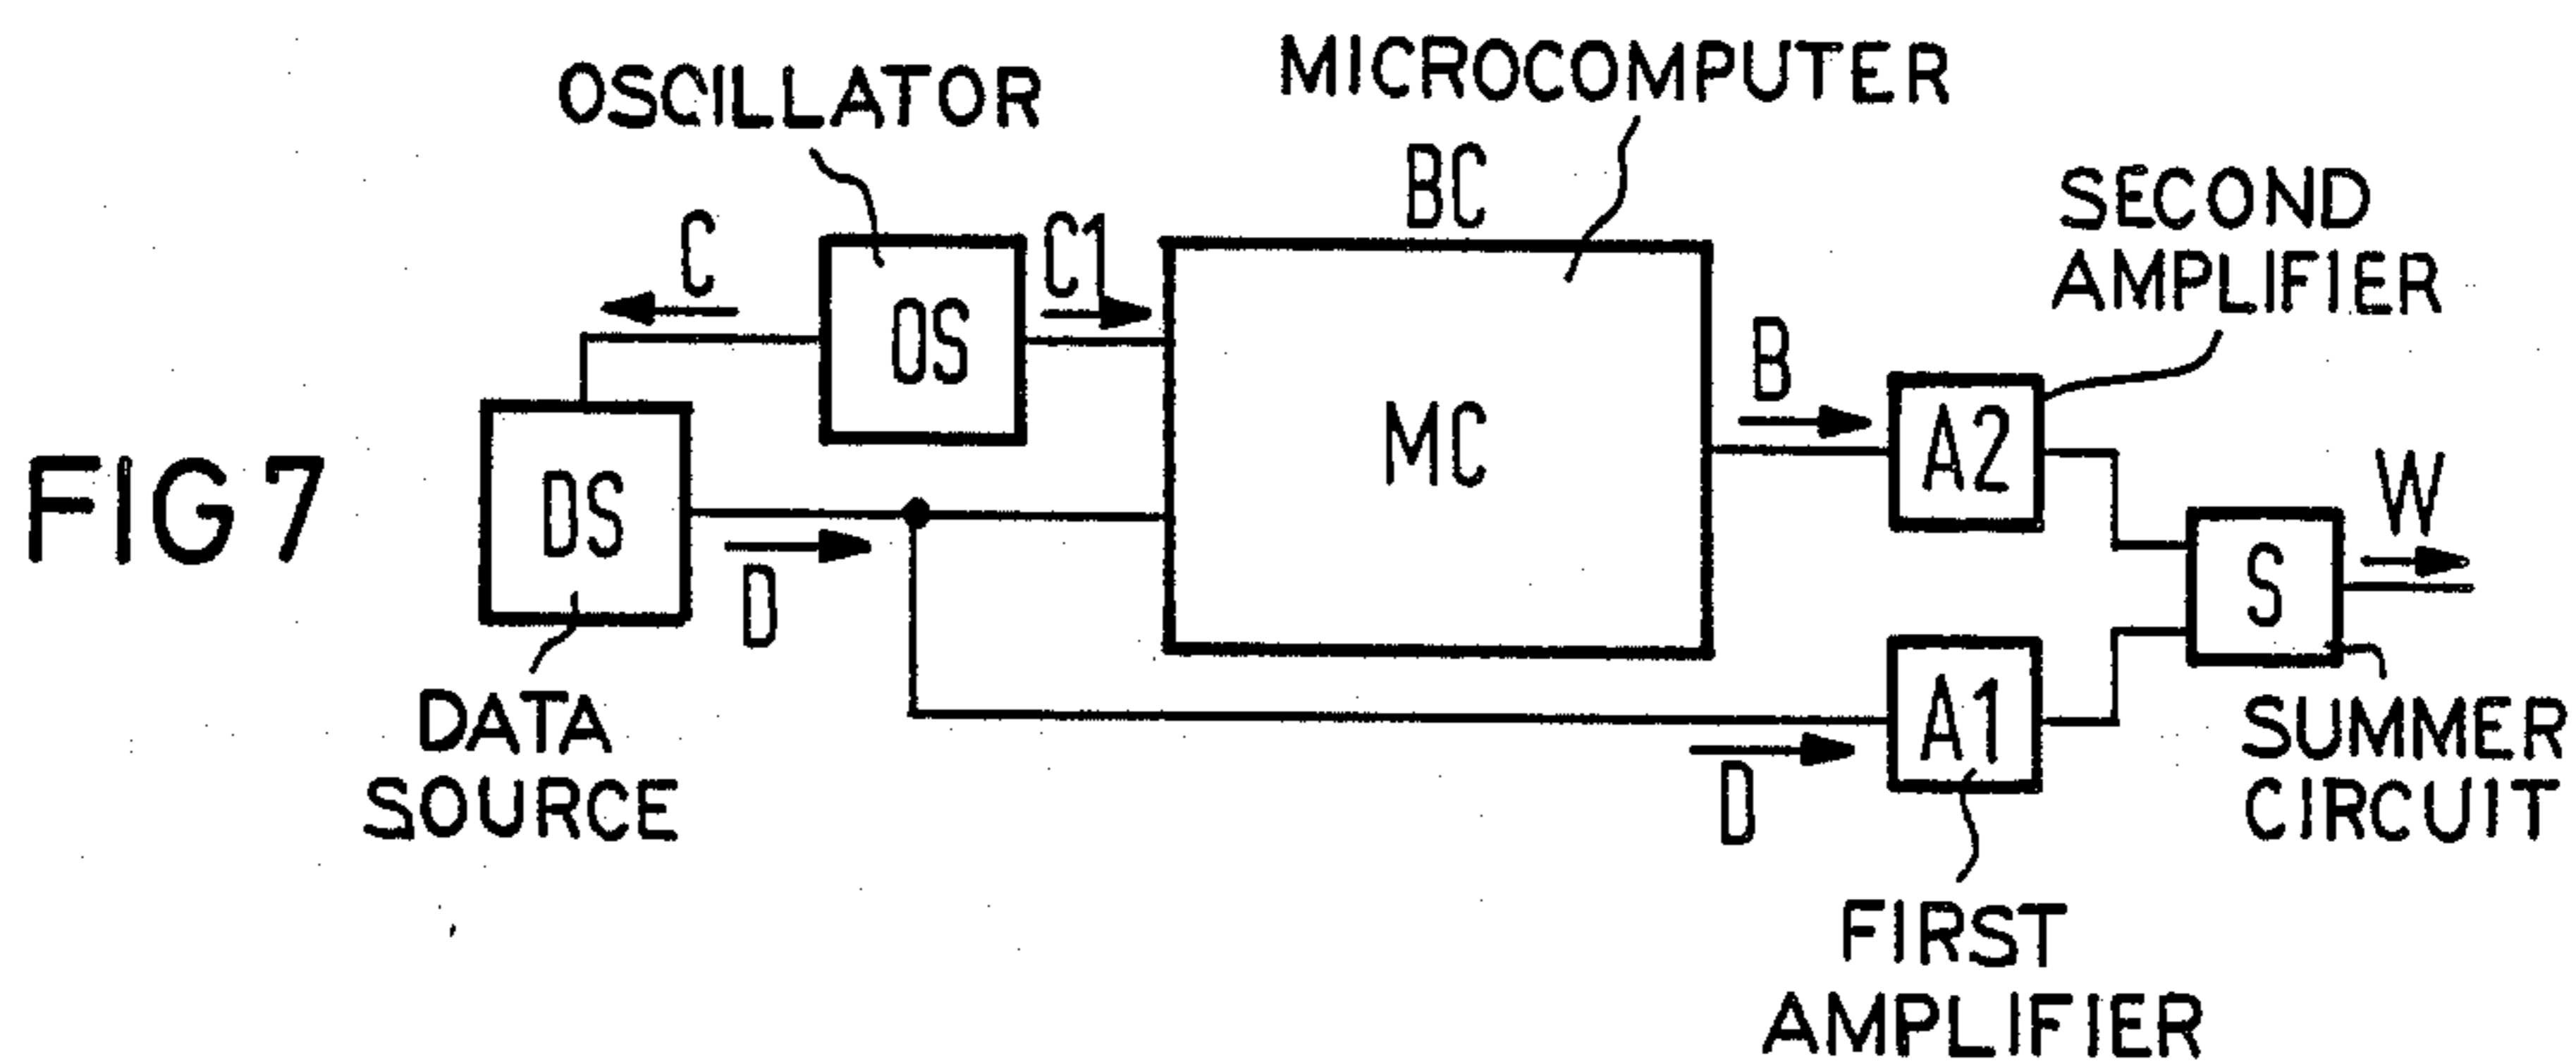 MICROCOMPUTER
OSCILLATOR
BC
SECOND
AMPLIFIER
C
C1
OS
B
MC
A2
FIG 7
DS
W
D
S
DATA
SOURCE
A1
D
SUMMER
CIRCUIT
FIRST
AMPLIFIER